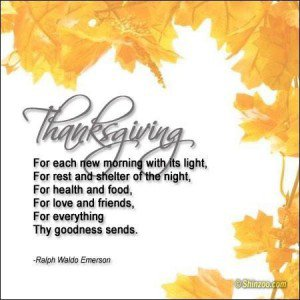 Thanksgiving
For each new morning with its light,
For rest and shelter of the night,
For health and food,
For love and friends,
For everything
Thy goodness sends.
-Ralph Waldo Emerson
©Shinzoo.com